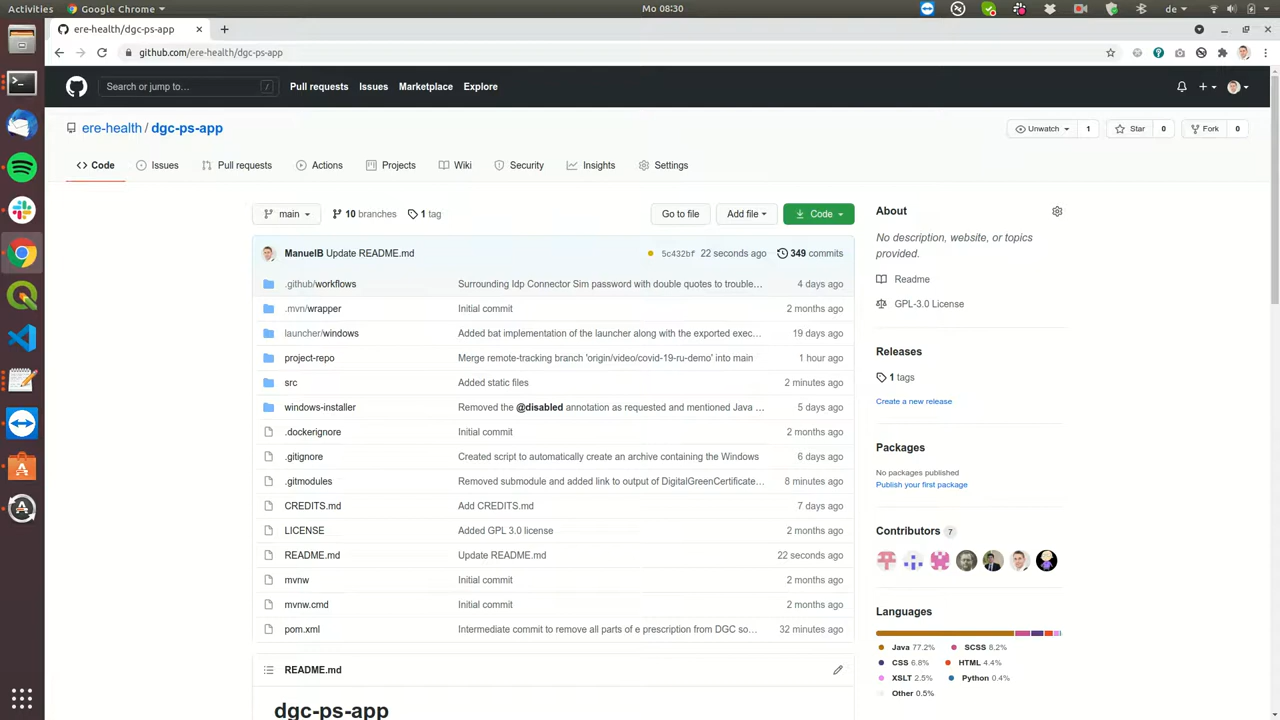 Activities Google Chrome Mo 08:30 de
ere-health/dgc-ps-app
github.com/ere-health/dgc-ps-app
Search or jump to… / Pull requests Issues Marketplace Explore
ere-health / dgc-ps-app Unwatch 1 Star 0 Fork 0
Code Issues Pull requests Actions Projects Wiki Security Insights Settings
main 10 branches 1 tag Go to file Add file Code
ManuelB Update README.md 5c432bf 22 seconds ago 349 commits
.github/workflows Surrounding Idp Connector Sim password with double quotes to trouble… 4 days ago
.mvn/wrapper Initial commit 2 months ago
launcher/windows Added bat implementation of the launcher along with the exported exec… 19 days ago
project-repo Merge remote-tracking branch 'origin/video/covid-19-ru-demo' into main 1 hour ago
src Added static files 2 minutes ago
windows-installer Removed the @disabled annotation as requested and mentioned Java … 5 days ago
.dockerignore Initial commit 2 months ago
.gitignore Created script to automatically create an archive containing the Windows 6 days ago
.gitmodules Removed submodule and added link to output of DigitalGreenCertificate… 8 minutes ago
CREDITS.md Add CREDITS.md 7 days ago
LICENSE Added GPL 3.0 license 2 months ago
README.md Update README.md 22 seconds ago
mvnw Initial commit 2 months ago
mvnw.cmd Initial commit 2 months ago
pom.xml Intermediate commit to remove all parts of e prescription from DGC so… 32 minutes ago
README.md
dgc-ps-app
About
No description, website, or topics
provided.
Readme
GPL-3.0 License
Releases
1 tags
Create a new release
Packages
No packages published
Publish your first package
Contributors 7
Languages
Java 77.2% SCSS 8.2%
CSS 6.8% HTML 4.4%
XSLT 2.5% Python 0.4%
Other 0.5%